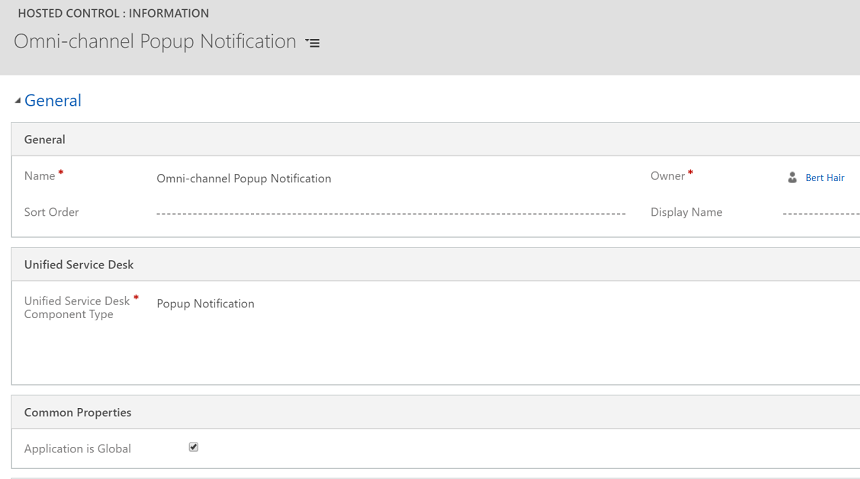 HOSTED CONTROL : INFORMATION
Omni-channel Popup Notification
General
General
Name * Omni-channel Popup Notification Owner * Bert Hair
Sort Order Display Name
Unified Service Desk
Unified Service Desk * Popup Notification
Component Type
Common Properties
Application is Global